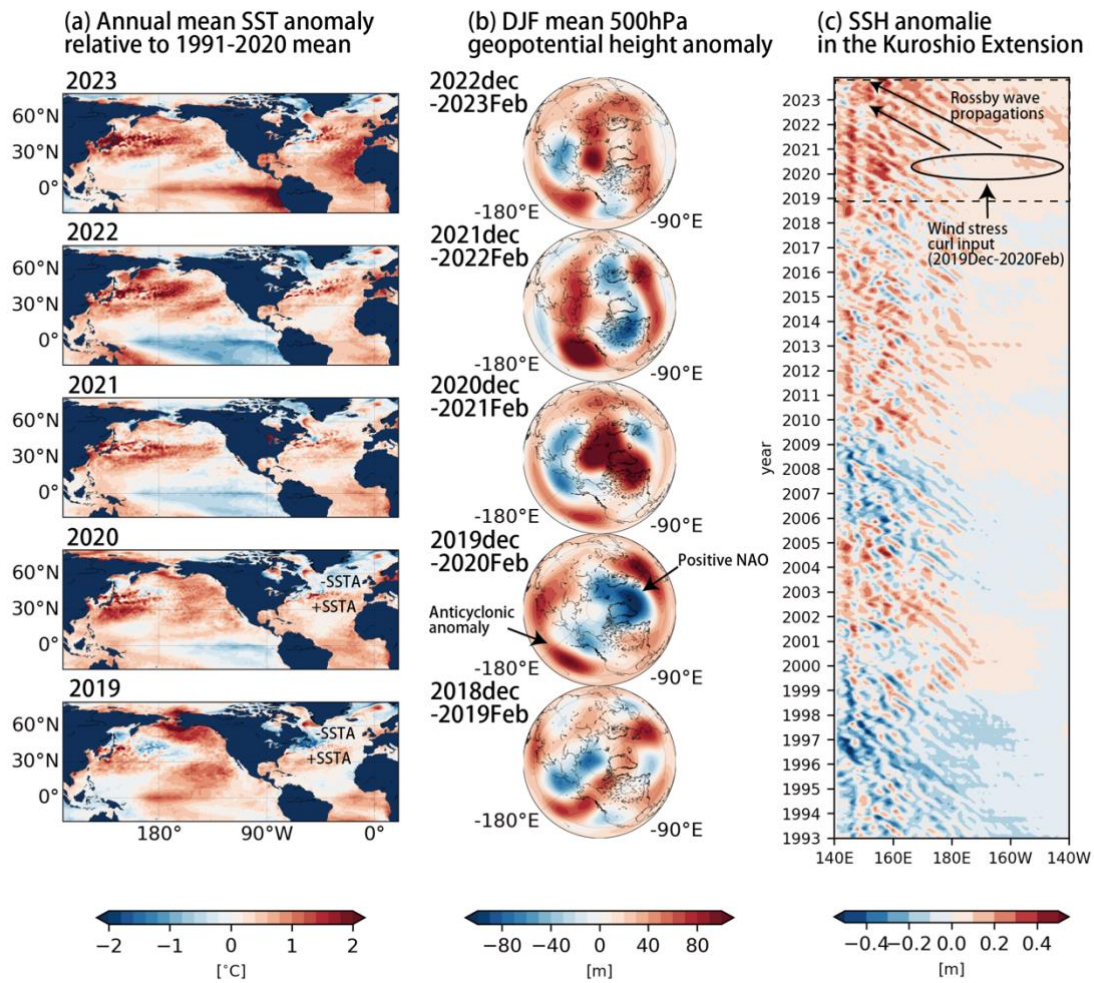 (a) Annual mean SST anomaly
relative to 1991-2020 mean
2023
60°N
30°N
0°
2022
60°N
30°N
0°
2021
60°N
30°N
0°
2020
60°N
30°N
0°
-SSTA
+SSTA
2019
60°N
30°N
0°
-SSTA
+SSTA
180°
90°W
0°
−2
−1
0
1
2
[°C]
(b) DJF mean 500hPa
geopotential height anomaly
2022dec
-2023Feb
-180°E
-90°E
2021dec
-2022Feb
-180°E
-90°E
2020dec
-2021Feb
-180°E
-90°E
2019dec
-2020Feb
Positive NAO
Anticyclonic
anomaly
-180°E
-90°E
2018dec
-2019Feb
-180°E
-90°E
−80
−40
0
40
80
[m]
(c) SSH anomalie
in the Kuroshio Extension
Rossby wave
propagations
Wind stress
curl input
(2019Dec-2020Feb)
year
2023
2022
2021
2020
2019
2018
2017
2016
2015
2014
2013
2012
2011
2010
2009
2008
2007
2006
2005
2004
2003
2002
2001
2000
1999
1998
1997
1996
1995
1994
1993
140E
160E
180E
160W
140W
−0.4
−0.2
0.0
0.2
0.4
[m]